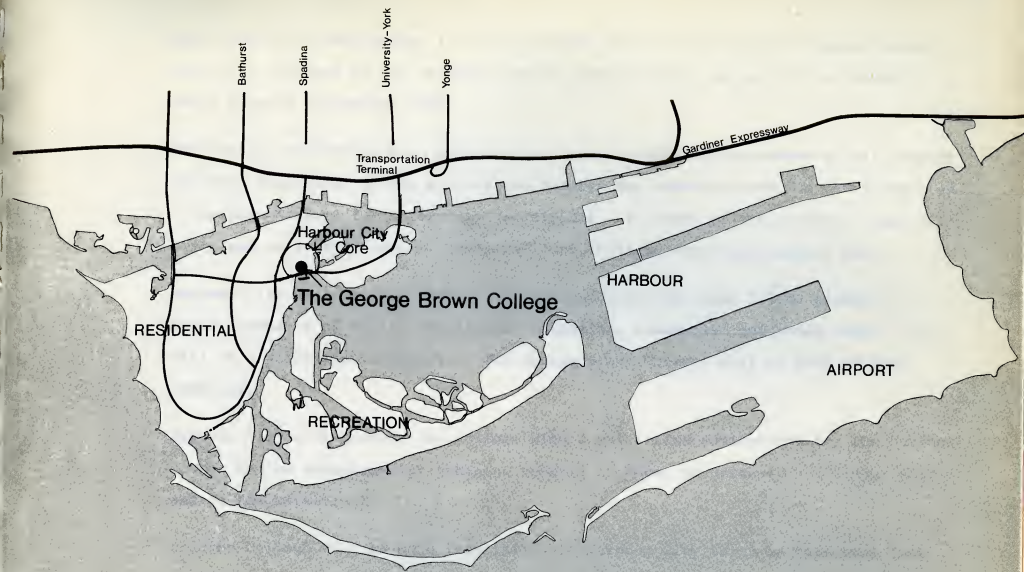 Bathurst
Spadina
University-York
Yonge
Gardiner Expressway
Transportation
Terminal
Harbour City
Core
The George Brown College
HARBOUR
RESIDENTIAL
AIRPORT
RECREATION